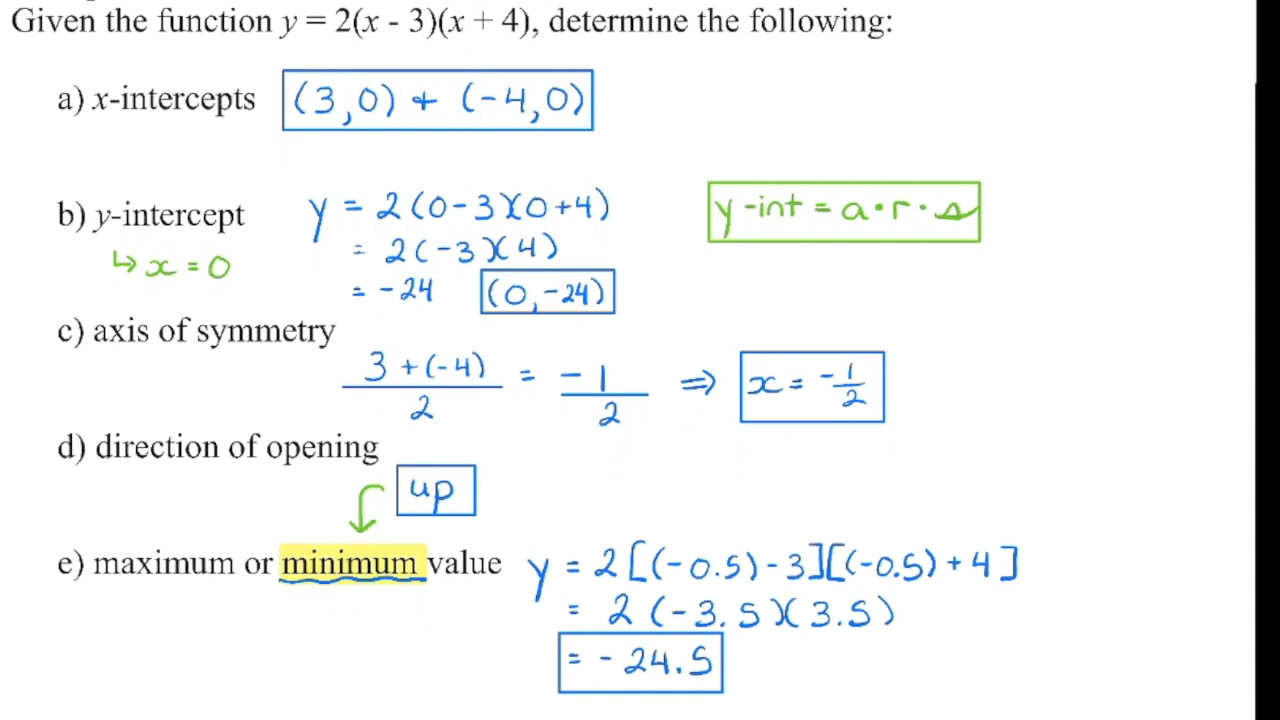 Given the function y = 2(x - 3)(x + 4), determine the following:
a) x-intercepts (3,0) + (-4,0)
b) y-intercept y = 2(0-3)(0+4) y-int = a·r·s
↳ x = 0 = 2(-3)(4)
= -24 (0,-24)
c) axis of symmetry
3+(-4)/2 = -1/2 ⇒ x = -1/2
d) direction of opening
up
e) maximum or minimum value y = 2[(-0.5)-3][(-0.5)+4]
= 2(-3.5)(3.5)
= -24.5